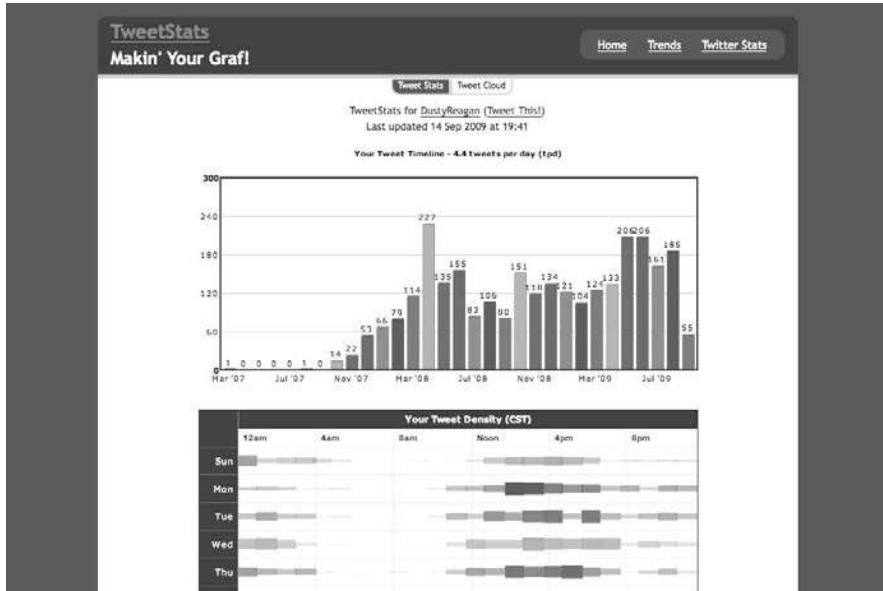 TweetStats
Makin' Your Graf!
Home Trends Twitter Stats
Tweet Stats Tweet Cloud
TweetStats for DustyReagan (Tweet This!)
Last updated 14 Sep 2009 at 19:41
Your Tweet Timeline - 4.4 tweets per day (tpd)
300
240
180
120
60
0
1 0 0 0 0 1 0 14 22 53 66 79 114 227 135 155 83 106 80 151 118 134 121 104 124 133 206 206 161 185 55
Mar '07 Jul '07 Nov '07 Mar '08 Jul '08 Nov '08 Mar '09 Jul '09
Your Tweet Density (CST)
12am 4am 8am Noon 4pm 8pm
Sun
Mon
Tue
Wed
Thu